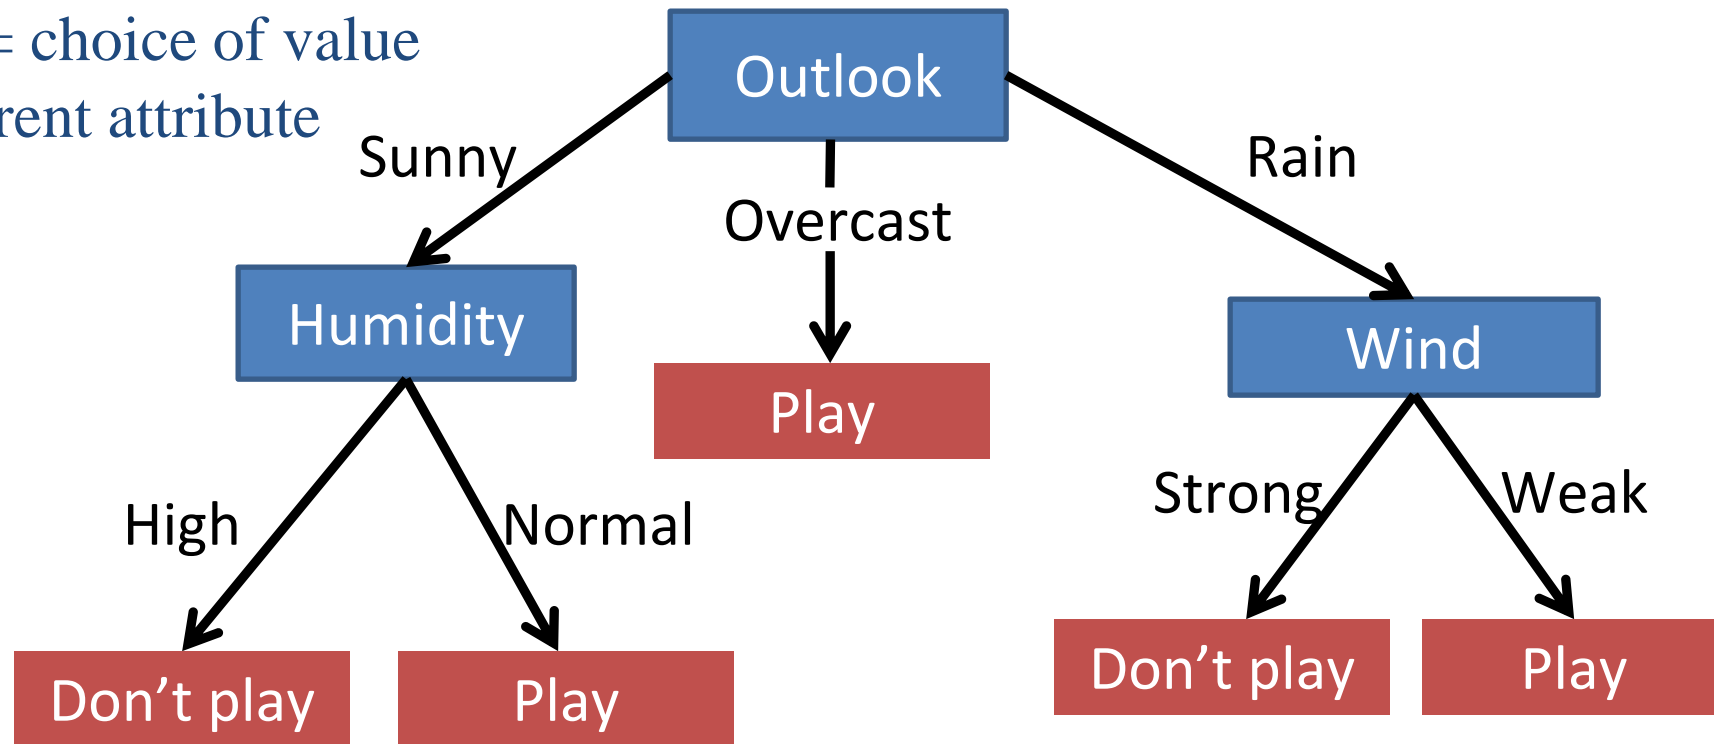 = choice of value
rent attribute
Outlook
Sunny
Overcast
Rain
Humidity
Play
Wind
High
Normal
Strong
Weak
Don’t play
Play
Don’t play
Play